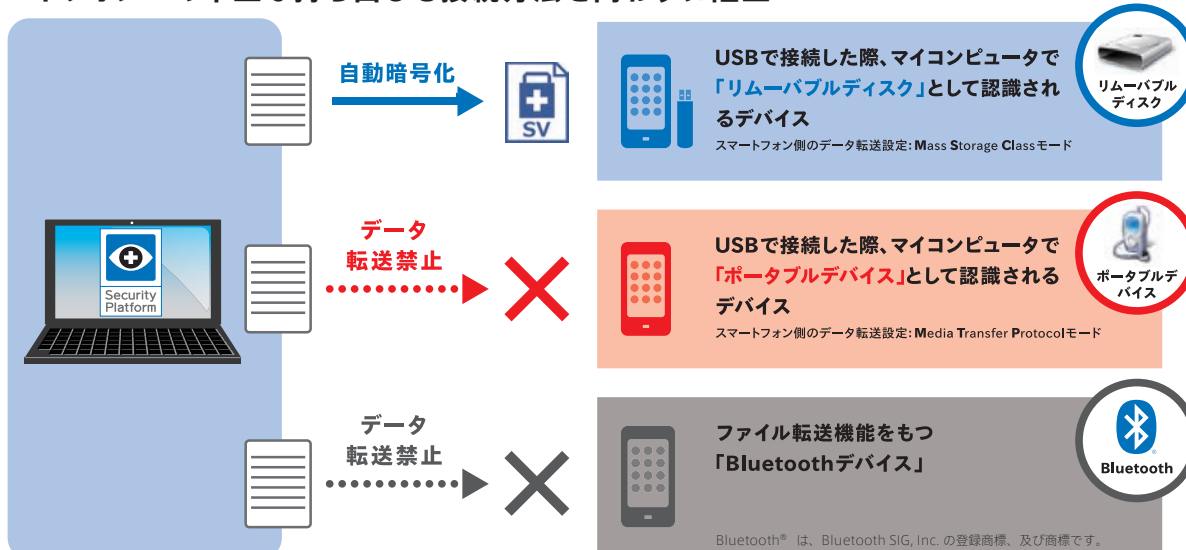 自動暗号化
SV
USBで接続した際、マイコンピュータで
「リムーバブルディスク」として認識され
るデバイス
スマートフォン側のデータ転送設定:Mass Storage Classモード
リムーバブル
ディスク
Security
Platform
データ
転送禁止
USBで接続した際、マイコンピュータで
「ポータブルデバイス」として認識される
デバイス
スマートフォン側のデータ転送設定:Media Transfer Protocolモード
ポータブルデ
バイス
データ
転送禁止
ファイル転送機能をもつ
「Bluetoothデバイス」
Bluetooth
Bluetooth® は、Bluetooth SIG, Inc. の登録商標、及び商標です。